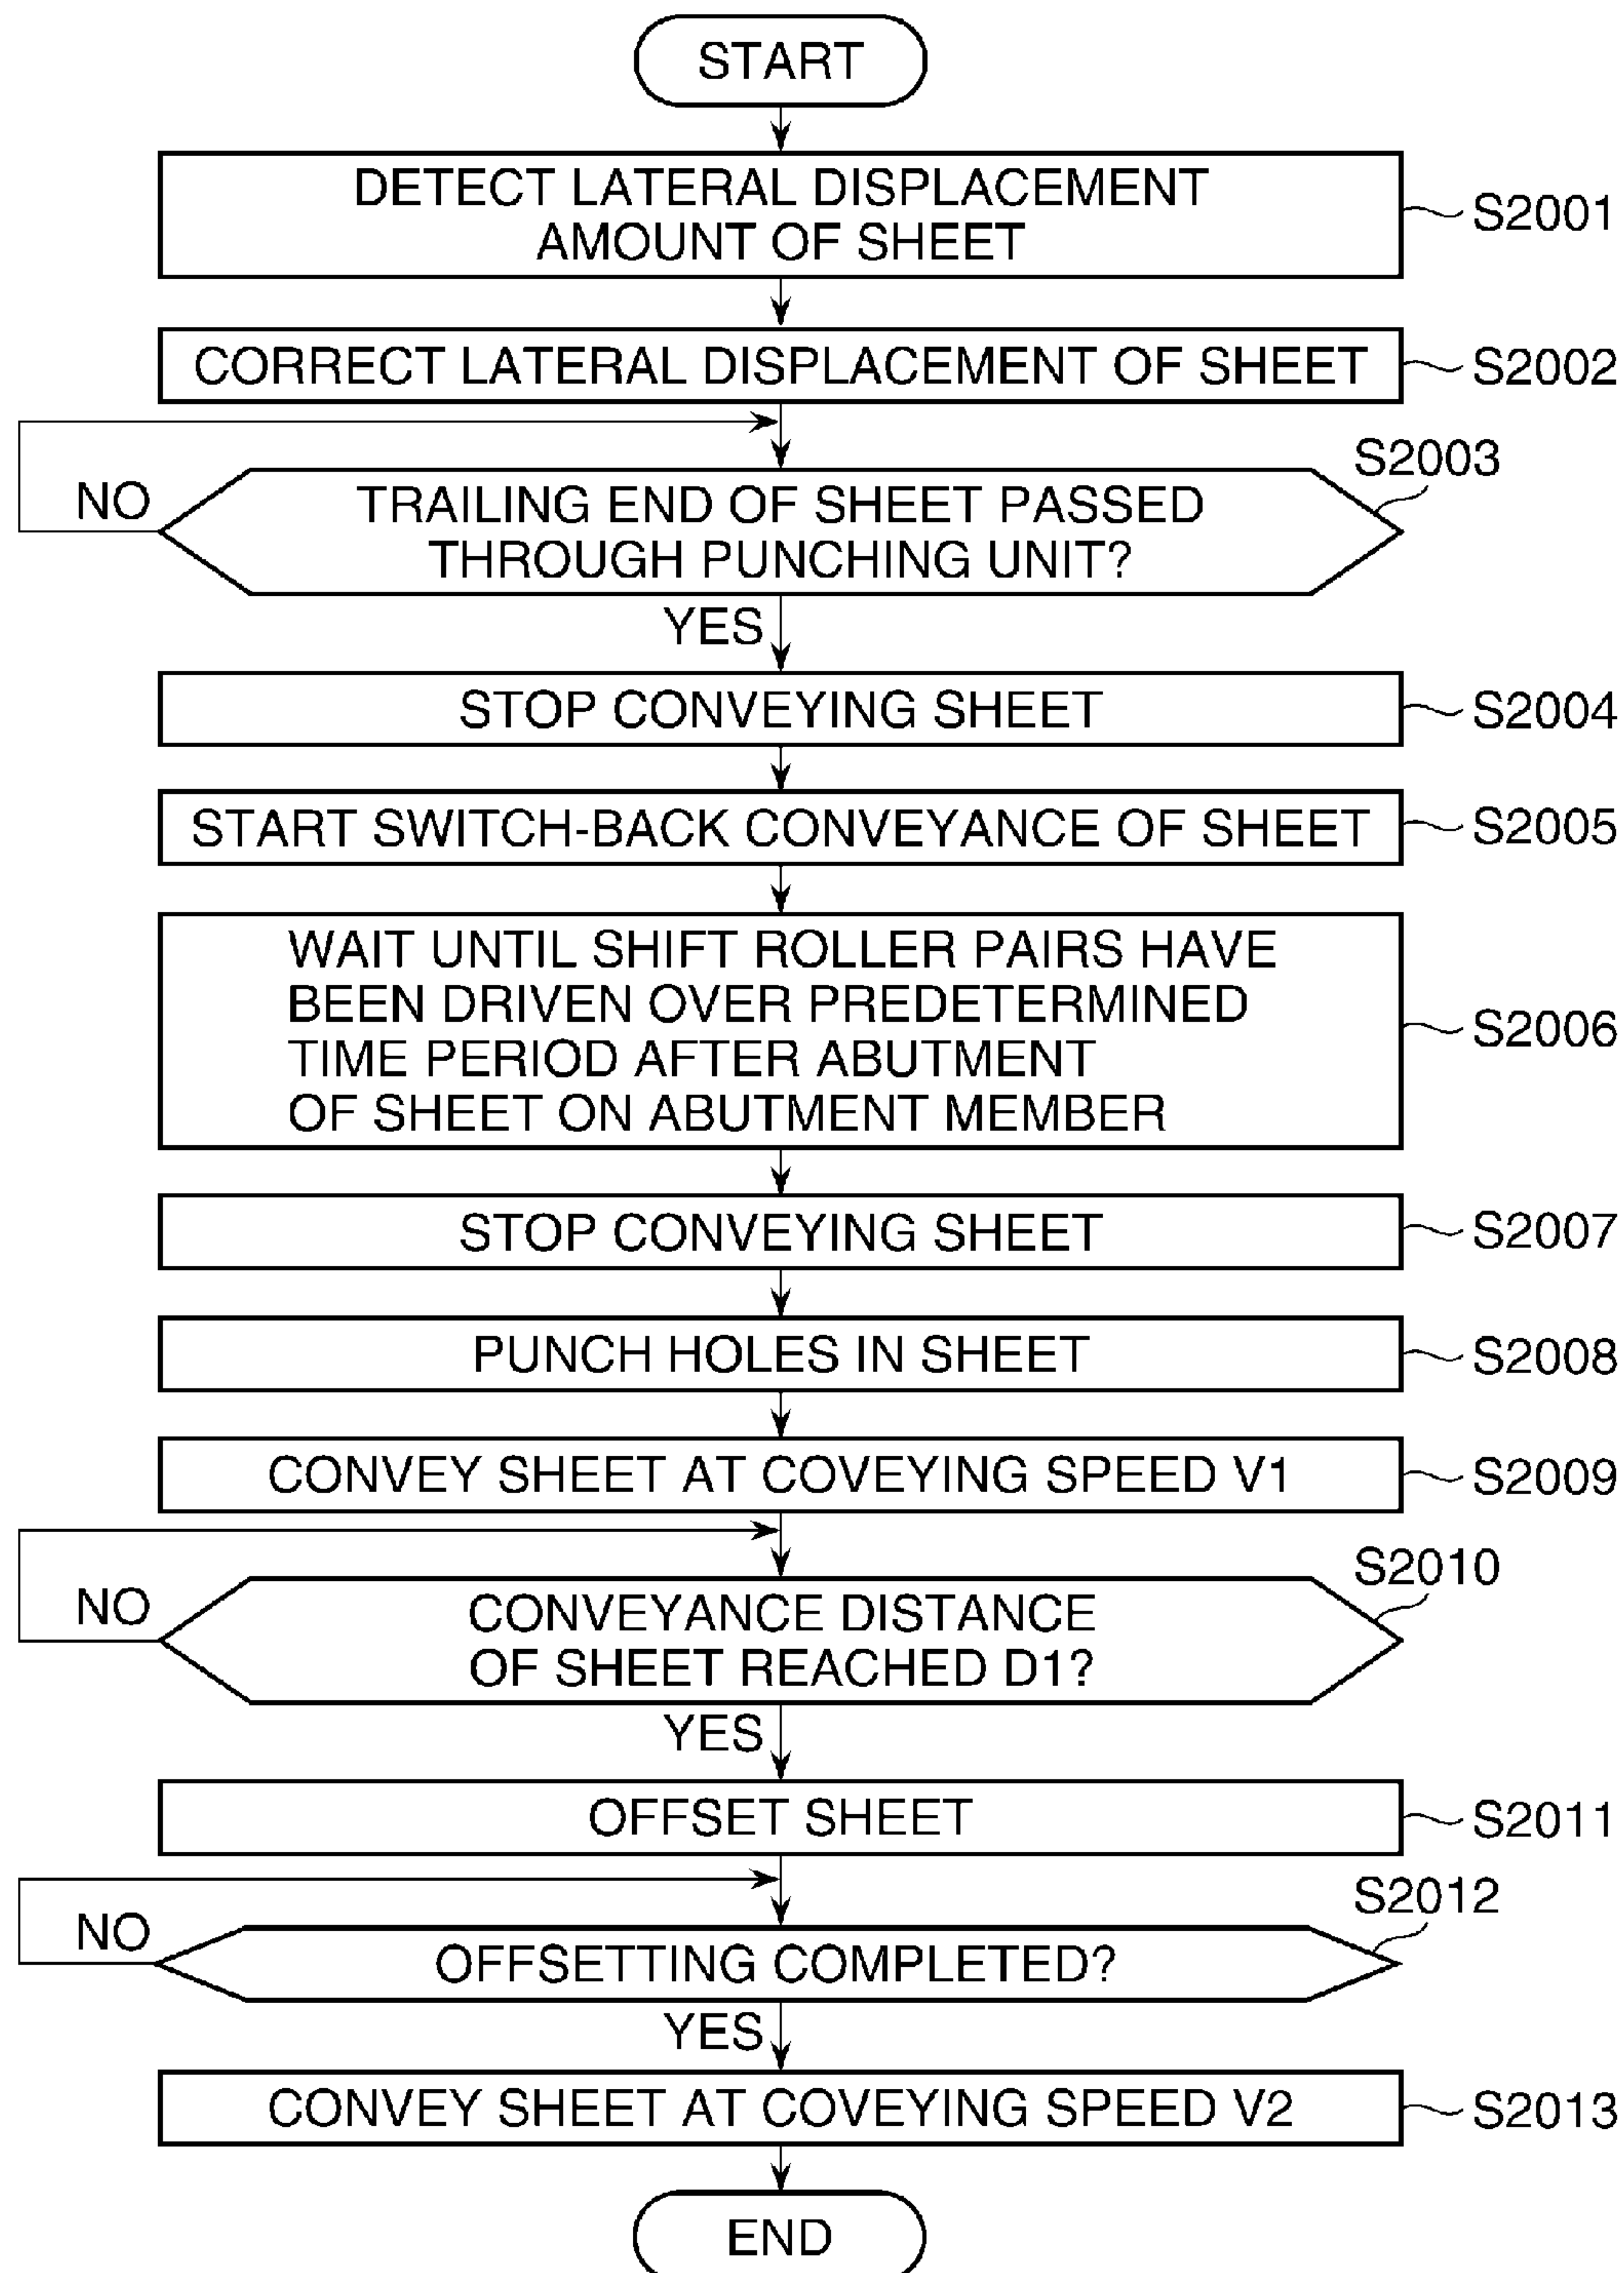 START
DETECT LATERAL DISPLACEMENT
AMOUNT OF SHEET
S2001
CORRECT LATERAL DISPLACEMENT OF SHEET
S2002
S2003
NO
TRAILING END OF SHEET PASSED
THROUGH PUNCHING UNIT?
YES
STOP CONVEYING SHEET
S2004
START SWITCH-BACK CONVEYANCE OF SHEET
S2005
WAIT UNTIL SHIFT ROLLER PAIRS HAVE
BEEN DRIVEN OVER PREDETERMINED
TIME PERIOD AFTER ABUTMENT
OF SHEET ON ABUTMENT MEMBER
S2006
STOP CONVEYING SHEET
S2007
PUNCH HOLES IN SHEET
S2008
CONVEY SHEET AT COVEYING SPEED V1
S2009
S2010
NO
CONVEYANCE DISTANCE
OF SHEET REACHED D1?
YES
OFFSET SHEET
S2011
S2012
NO
OFFSETTING COMPLETED?
YES
CONVEY SHEET AT COVEYING SPEED V2
S2013
END